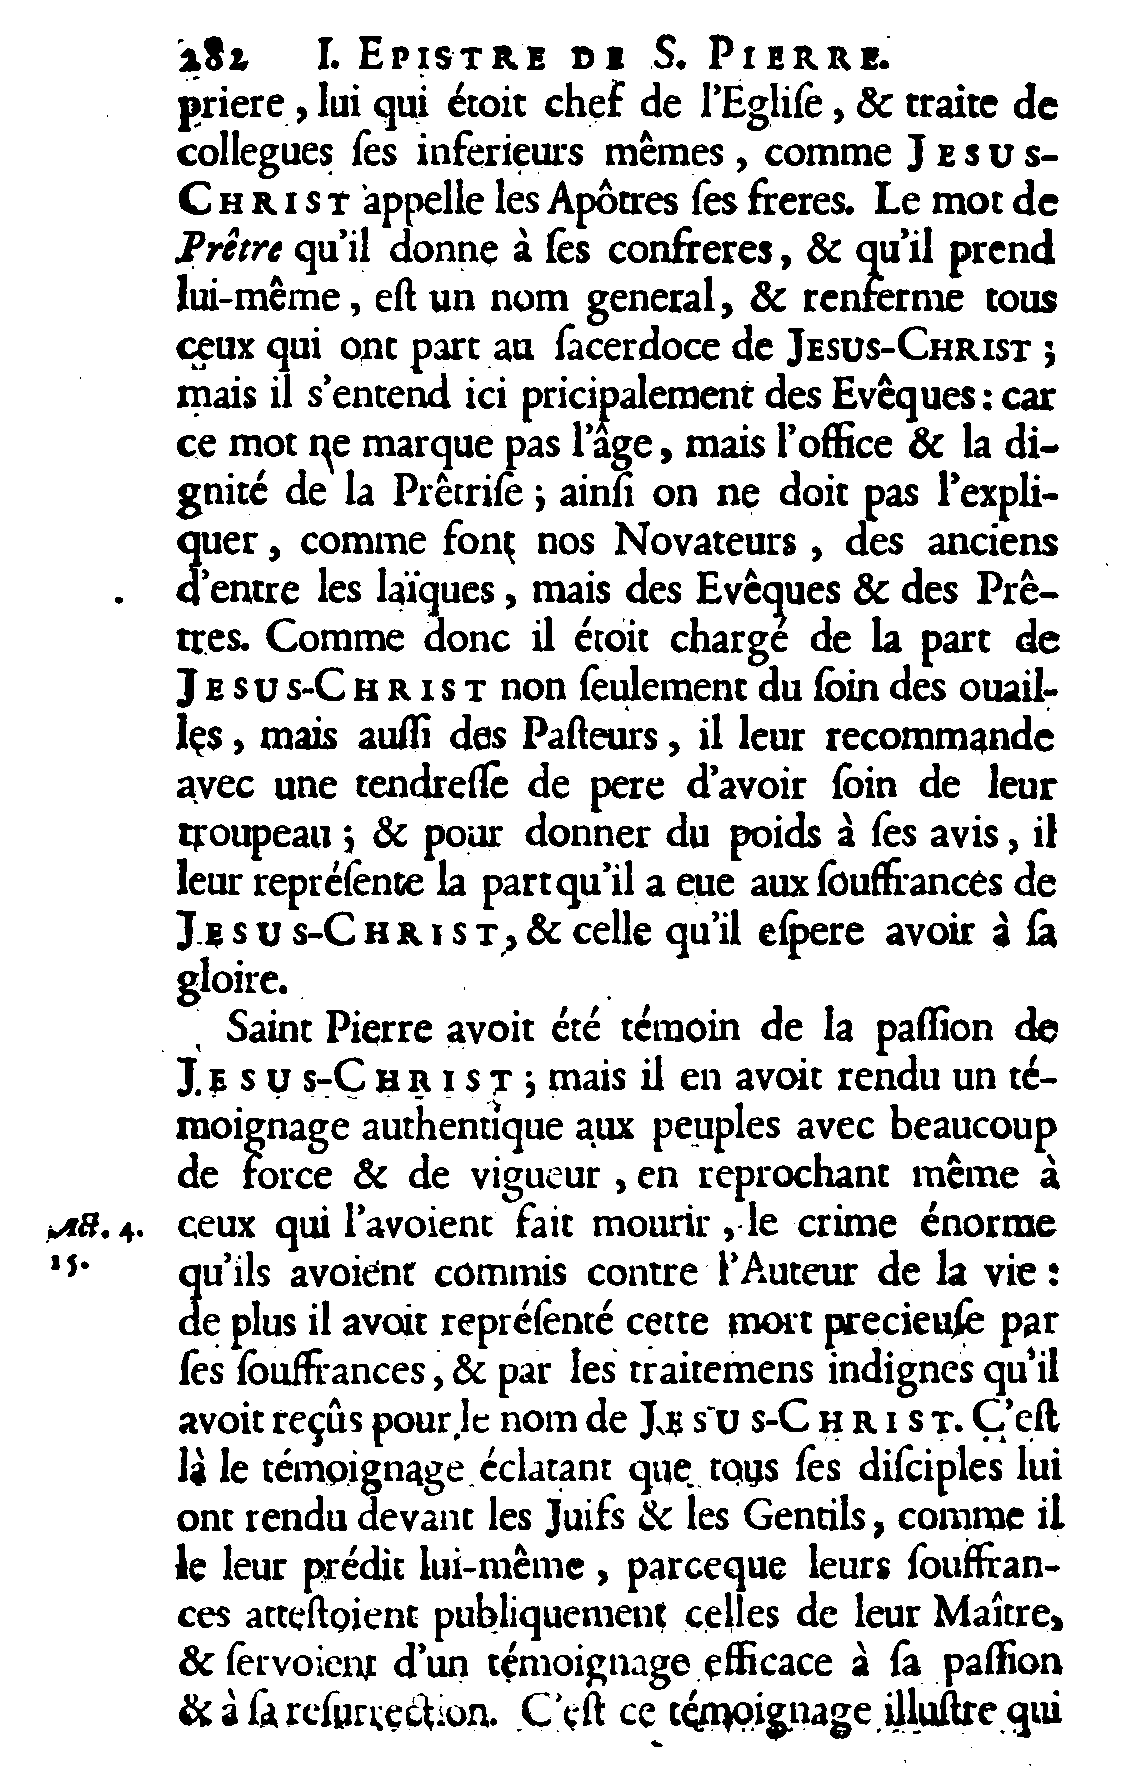 282 I. EPISTRE DE S. PIERRE.
priere, lui qui étoit chef de l'Egliſe, & traite de
collegues ſes inferieurs mêmes, comme JESUS-
CHRIST appelle les Apôtres ſes freres. Le mot de
Prêtre qu'il donne à ſes confreres, & qu'il prend
lui-même, eſt un nom general, & renferme tous
ceux qui ont part au ſacerdoce de JESUS-CHRIST ;
mais il s'entend ici pricipalement des Evêques : car
ce mot ne marque pas l'âge, mais l'office & la di-
gnité de la Prêtriſe ; ainſi on ne doit pas l'expli-
quer, comme font nos Novateurs, des anciens
d'entre les laïques, mais des Evêques & des Prê-
tres. Comme donc il étoit chargé de la part de
JESUS-CHRIST non ſeulement du ſoin des ouail-
les, mais auſſi des Paſteurs, il leur recommande
avec une tendreſſe de pere d'avoir ſoin de leur
troupeau ; & pour donner du poids à ſes avis, il
leur repréſente la part qu'il a eue aux ſouffrances de
JESUS-CHRIST, & celle qu'il eſpere avoir à ſa
gloire.
Saint Pierre avoit été témoin de la paſſion de
JESUS-CHRIST ; mais il en avoit rendu un té-
moignage authentique aux peuples avec beaucoup
de force & de vigueur, en reprochant même à
Act. 4. ceux qui l'avoient fait mourir, le crime énorme
15. qu'ils avoient commis contre l'Auteur de la vie :
de plus il avoit repréſenté cette mort precieuſe par
ſes ſouffrances, & par les traitemens indignes qu'il
avoit reçûs pour le nom de JESUS-CHRIST. C'eſt
là le témoignage éclatant que tous ſes diſciples lui
ont rendu devant les Juifs & les Gentils, comme il
le leur prédit lui-même, parceque leurs ſouffran-
ces atteſtoient publiquement celles de leur Maître,
& ſervoient d'un témoignage efficace à ſa paſſion
& à ſa reſurrection. C'eſt ce témoignage illuſtre qui